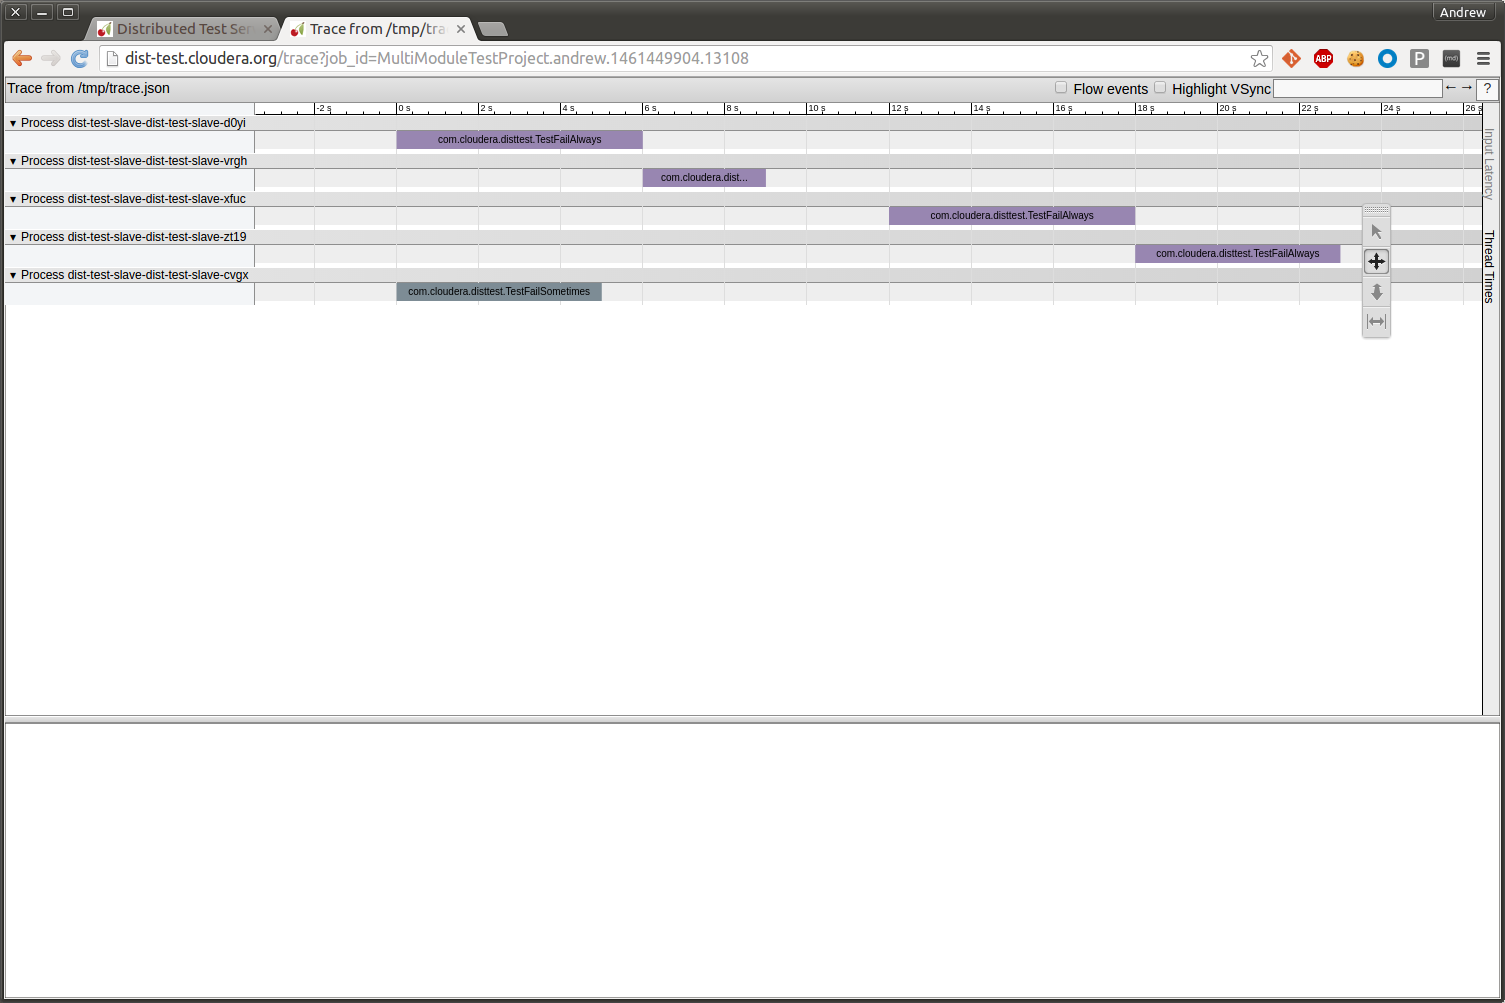 Andrew
Distributed Test Ser
Trace from /tmp/tra
dist-test.cloudera.org/trace?job_id=MultiModuleTestProject.andrew.1461449904.13108
ABP
P
(md)
Trace from /tmp/trace.json
Flow events
Highlight VSync
← →
?
-2 s 0 s 2 s 4 s 6 s 8 s 10 s 12 s 14 s 16 s 18 s 20 s 22 s 24 s 26 s
Process dist-test-slave-dist-test-slave-d0yi
com.cloudera.disttest.TestFailAlways
Process dist-test-slave-dist-test-slave-vrgh
com.cloudera.dist...
Process dist-test-slave-dist-test-slave-xfuc
com.cloudera.disttest.TestFailAlways
Process dist-test-slave-dist-test-slave-zt19
com.cloudera.disttest.TestFailAlways
Process dist-test-slave-dist-test-slave-cvgx
com.cloudera.disttest.TestFailSometimes
Input Latency
Thread Times